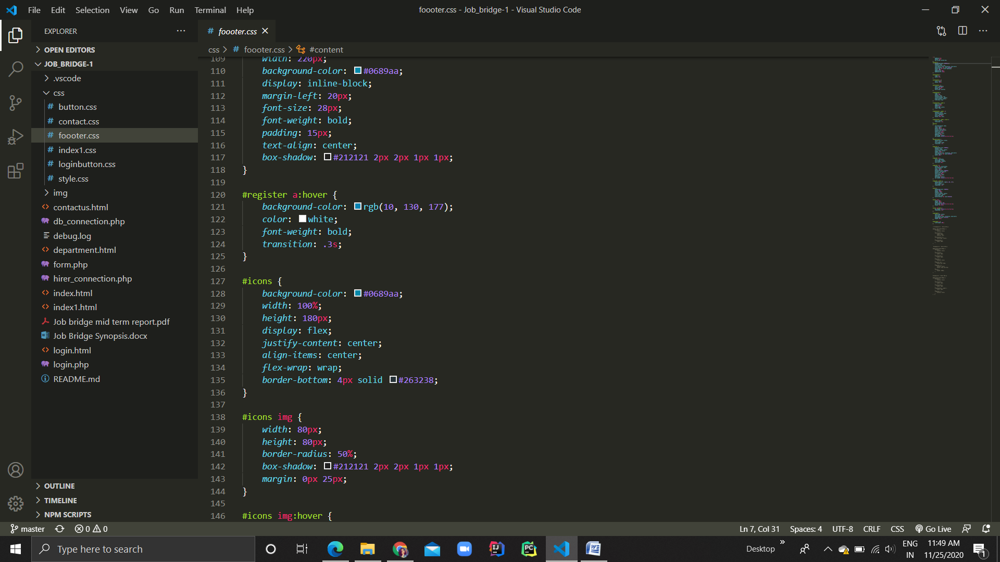 File Edit Selection View Go Run Terminal Help
foooter.css - Job_bridge-1 - Visual Studio Code
EXPLORER
OPEN EDITORS
JOB_BRIDGE-1
.vscode
css
# button.css
# contact.css
# foooter.css
# index1.css
# loginbutton.css
# style.css
img
<> contactus.html
db_connection.php
debug.log
<> department.html
form.php
hirer_connection.php
<> index.html
<> index1.html
Job bridge mid term report.pdf
Job Bridge Synopsis.docx
<> login.html
login.php
README.md
OUTLINE
TIMELINE
NPM SCRIPTS
# foooter.css
css > # foooter.css > #content
109 width: 220px;
110 background-color: #0689aa;
111 display: inline-block;
112 margin-left: 20px;
113 font-size: 28px;
114 font-weight: bold;
115 padding: 15px;
116 text-align: center;
117 box-shadow: #212121 2px 2px 1px 1px;
118 }
119
120 #register a:hover {
121 background-color: rgb(10, 130, 177);
122 color: white;
123 font-weight: bold;
124 transition: .3s;
125 }
126
127 #icons {
128 background-color: #0689aa;
129 width: 100%;
130 height: 180px;
131 display: flex;
132 justify-content: center;
133 align-items: center;
134 flex-wrap: wrap;
135 border-bottom: 4px solid #263238;
136 }
137
138 #icons img {
139 width: 80px;
140 height: 80px;
141 border-radius: 50%;
142 box-shadow: #212121 2px 2px 1px 1px;
143 margin: 0px 25px;
144 }
145
146 #icons img:hover {
master 0 0
Ln 7, Col 31 Spaces: 4 UTF-8 CRLF CSS Go Live
Type here to search
IJ
PC
W
Desktop
ENG
IN
11:49 AM
11/25/2020
1